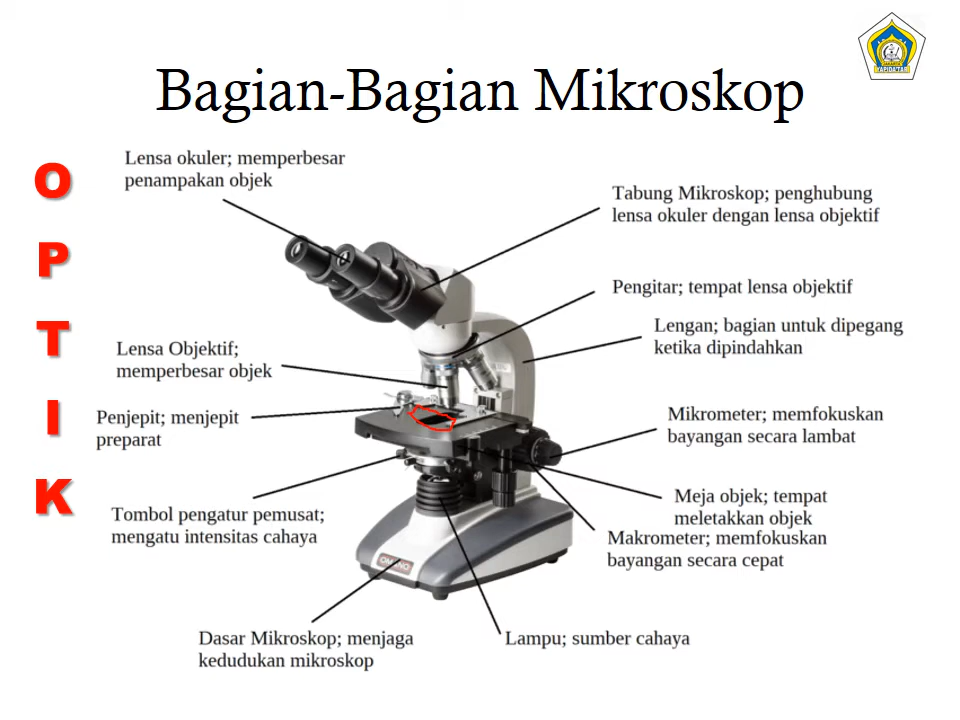 Bagian-Bagian Mikroskop
O
P
T
I
K
Lensa okuler; memperbesar
penampakan objek
Tabung Mikroskop; penghubung
lensa okuler dengan lensa objektif
Pengitar; tempat lensa objektif
Lengan; bagian untuk dipegang
ketika dipindahkan
Lensa Objektif;
memperbesar objek
Penjepit; menjepit
preparat
Mikrometer; memfokuskan
bayangan secara lambat
Meja objek; tempat
meletakkan objek
Tombol pengatur pemusat;
mengatu intensitas cahaya
Makrometer; memfokuskan
bayangan secara cepat
Dasar Mikroskop; menjaga
kedudukan mikroskop
Lampu; sumber cahaya